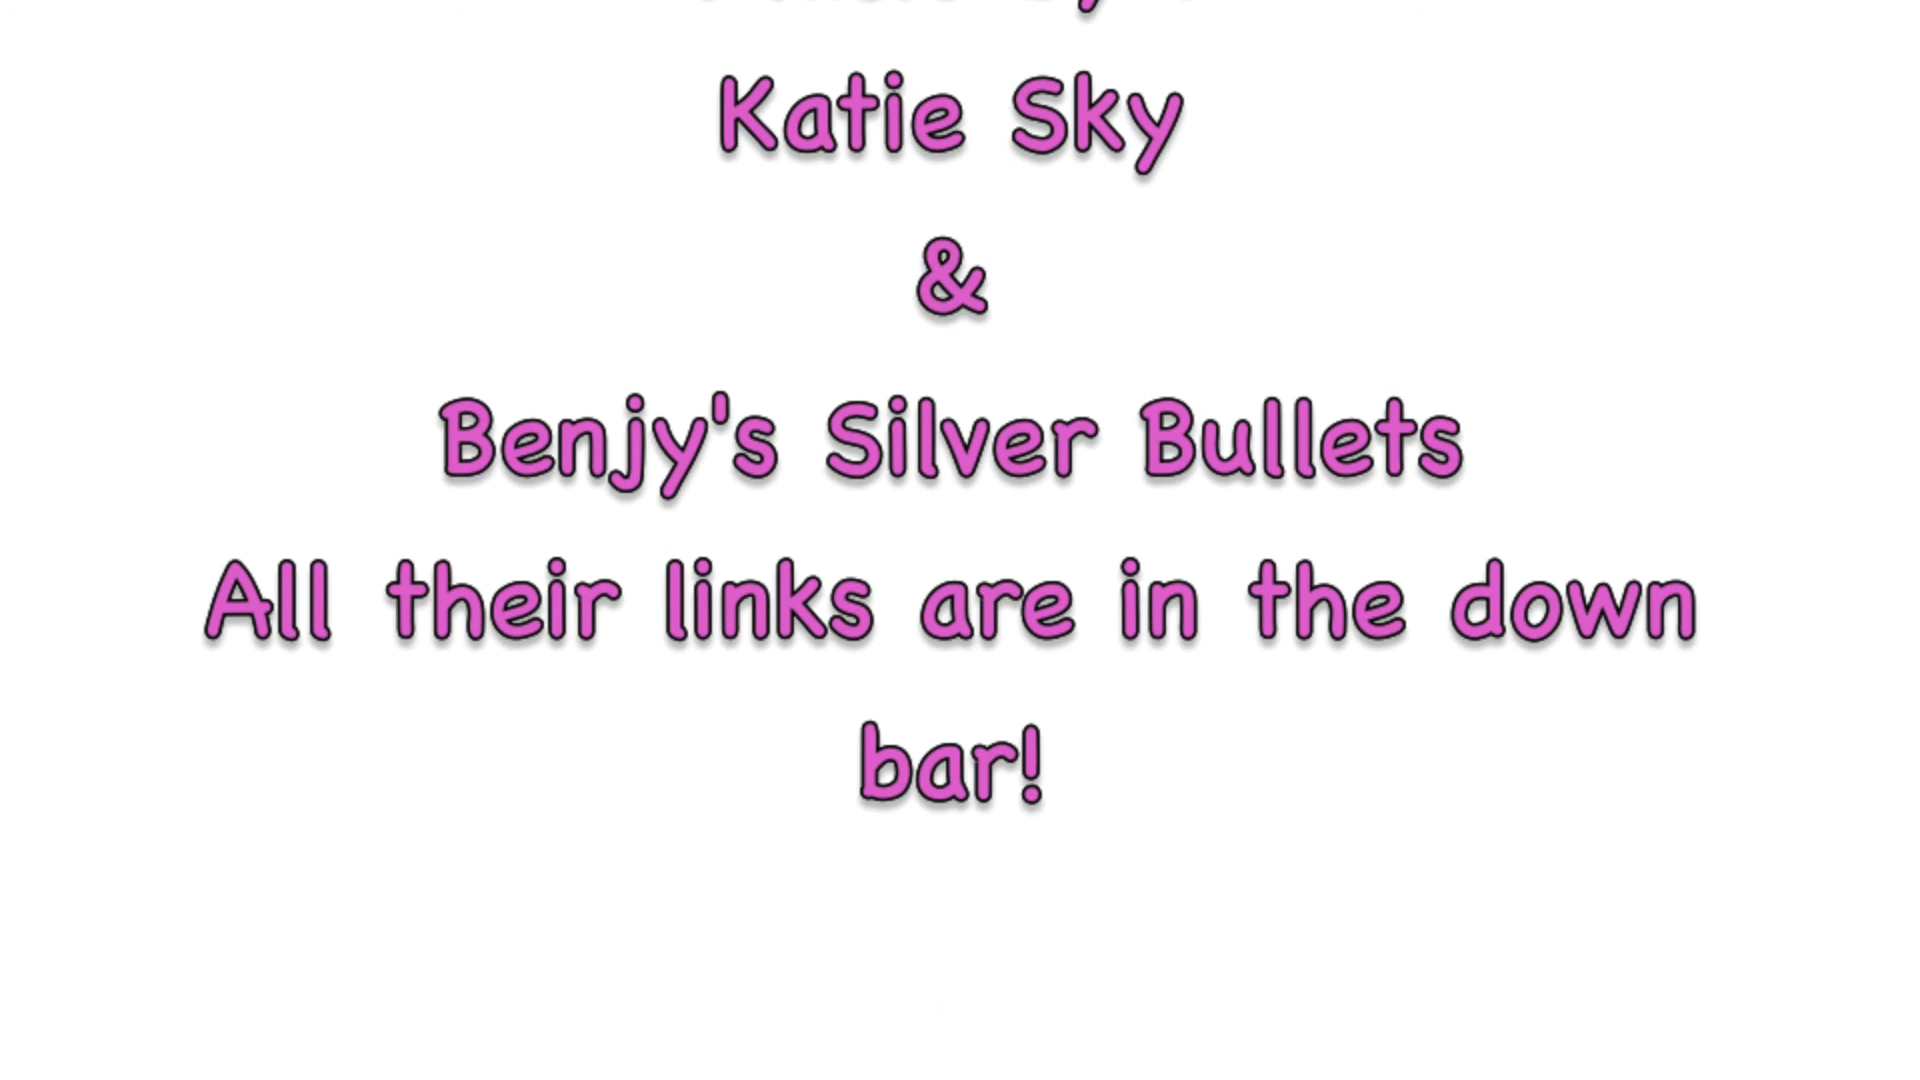 Katie Sky
&
Benjy's Silver Bullets
All their links are in the down
bar!